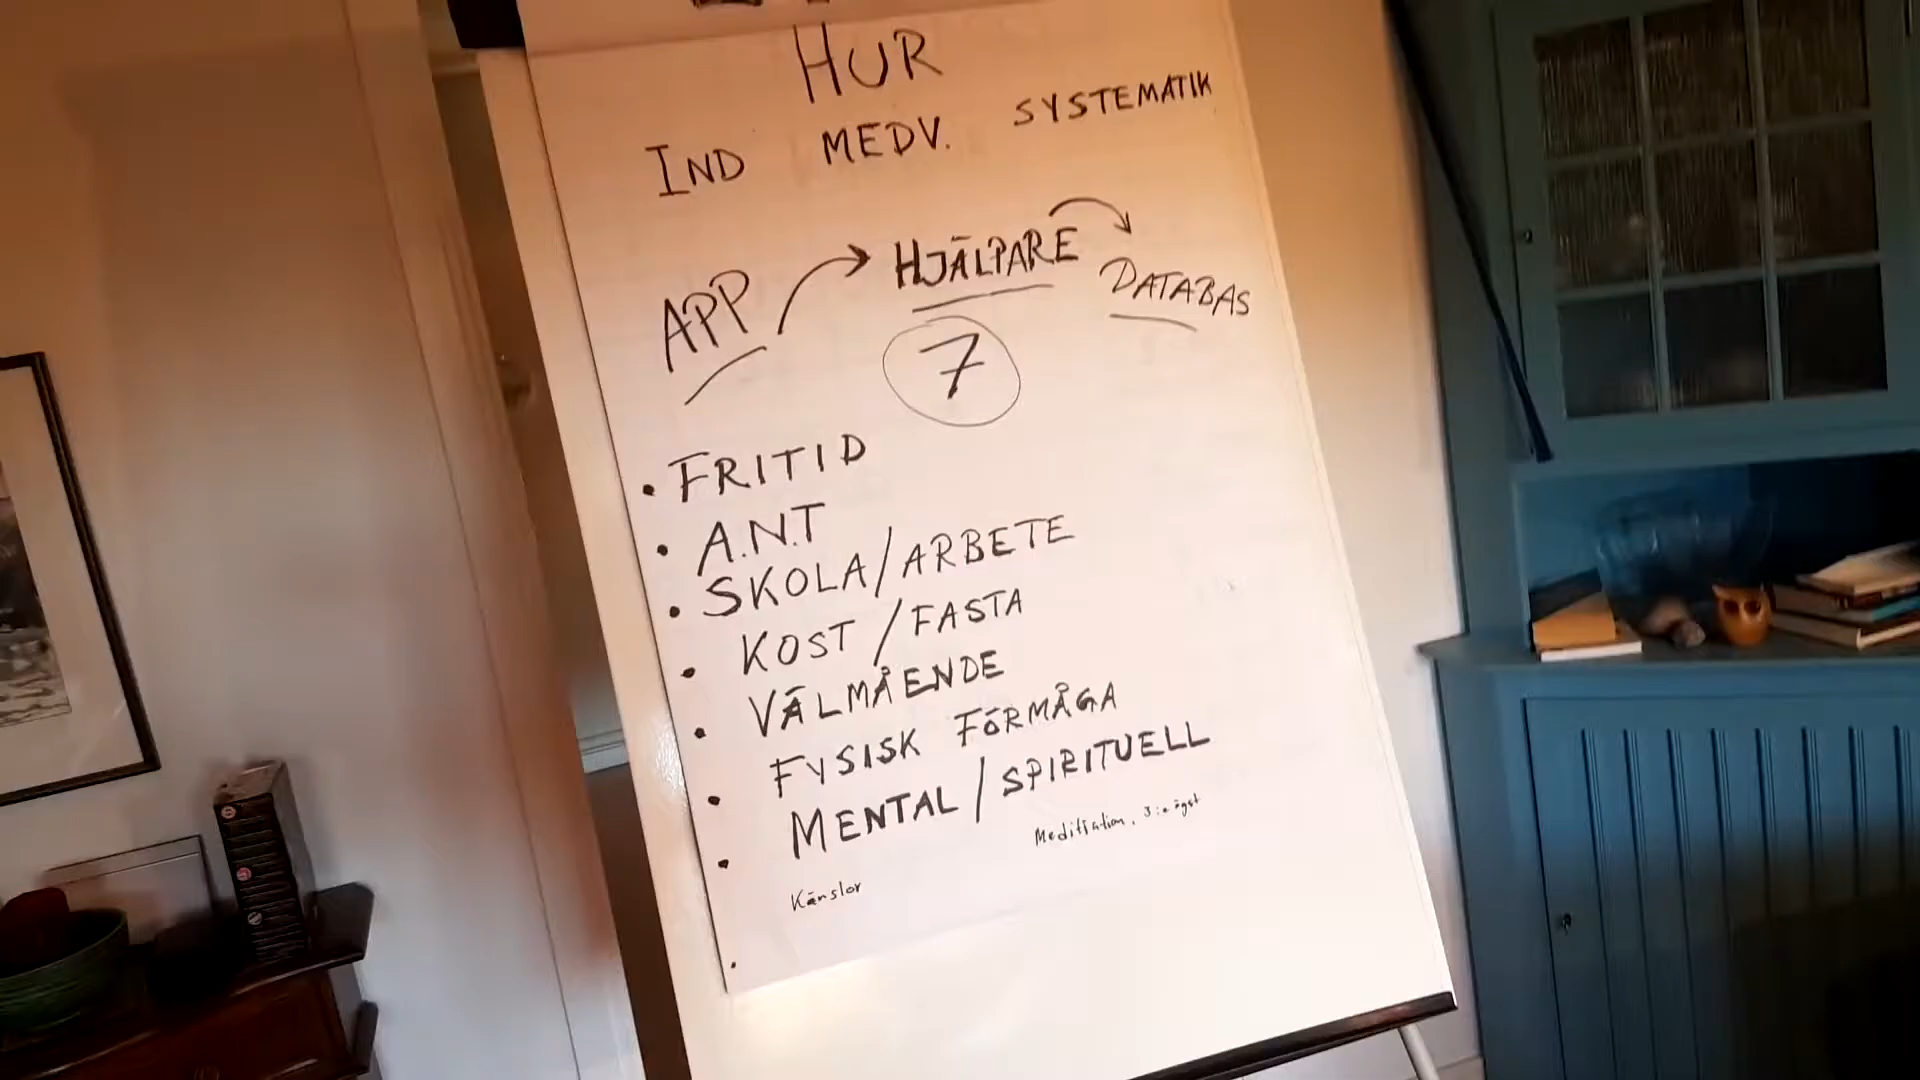 HUR
IND MEDV. SYSTEMATIK
APP → HJÄLPARE → DATABAS
7
• FRITID
• A.N.T
• SKOLA/ARBETE
• KOST/FASTA
• VÄLMÅENDE
• FYSISK FÖRMÅGA
• MENTAL/SPIRITUELL
Känslor